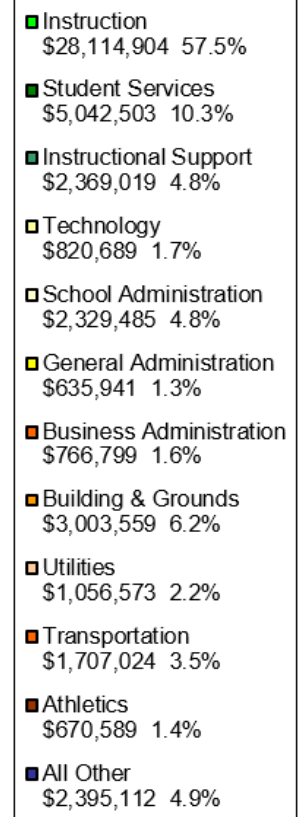 Instruction
$28,114,904 57.5%
Student Services
$5,042,503 10.3%
Instructional Support
$2,369,019 4.8%
Technology
$820,689 1.7%
School Administration
$2,329,485 4.8%
General Administration
$635,941 1.3%
Business Administration
$766,799 1.6%
Building & Grounds
$3,003,559 6.2%
Utilities
$1,056,573 2.2%
Transportation
$1,707,024 3.5%
Athletics
$670,589 1.4%
All Other
$2,395,112 4.9%